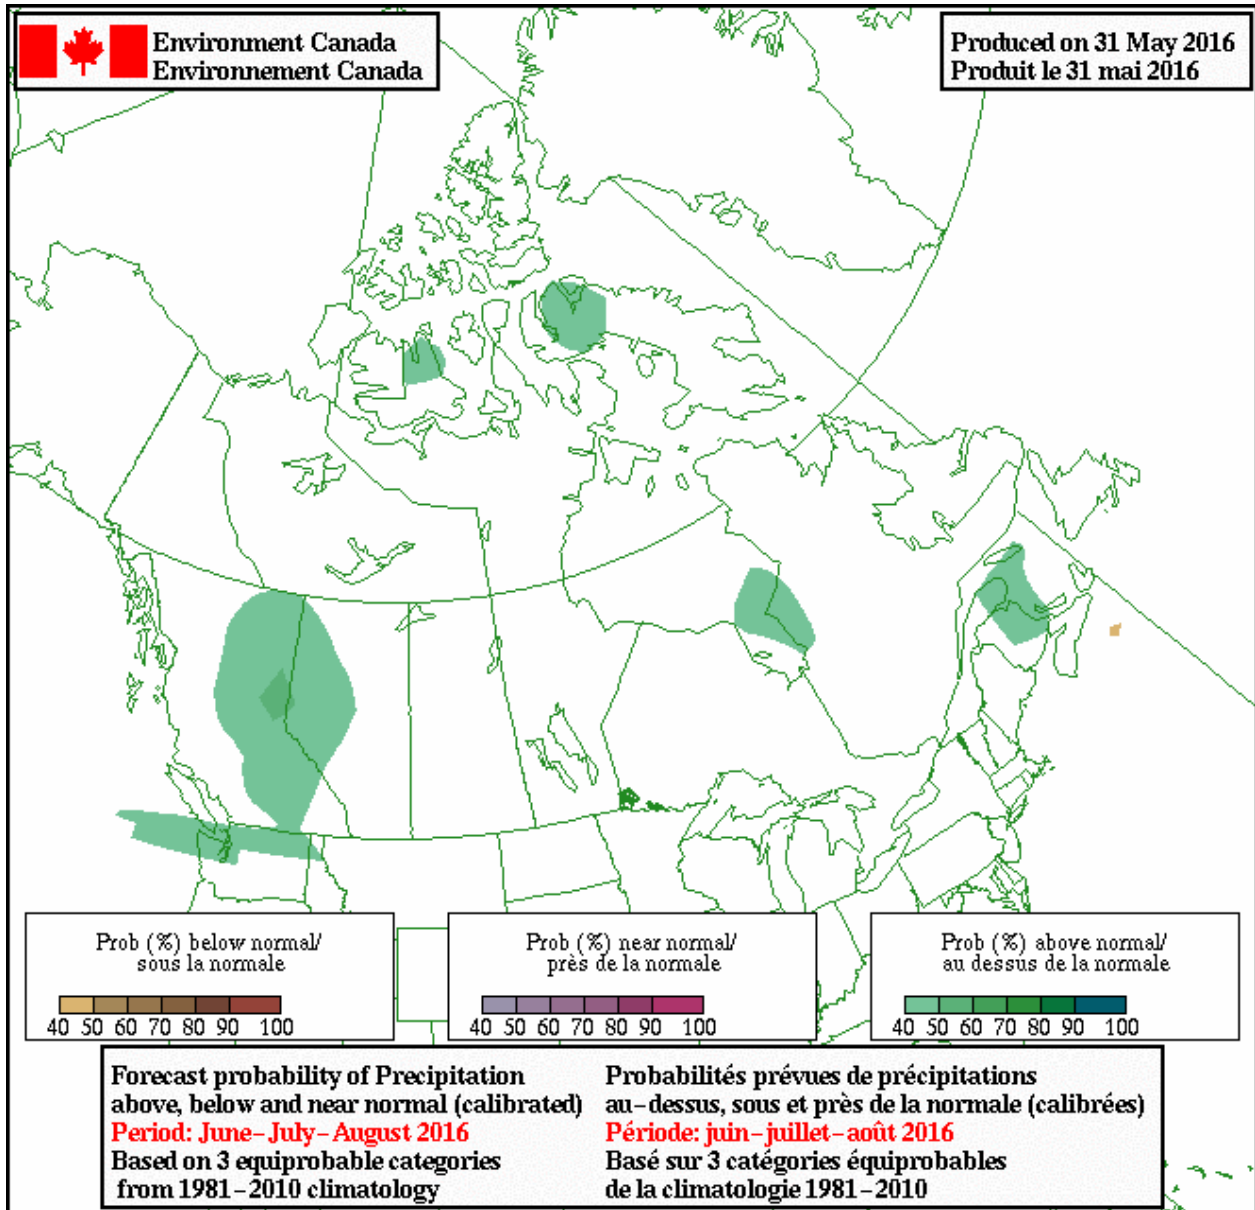 Environment Canada
Environnement Canada
Produced on 31 May 2016
Produit le 31 mai 2016
Prob (%) below normal/
sous la normale
40 50 60 70 80 90 100
Prob (%) near normal/
près de la normale
40 50 60 70 80 90 100
Prob (%) above normal/
au dessus de la normale
40 50 60 70 80 90 100
Forecast probability of Precipitation
above, below and near normal (calibrated)
Period: June-July-August 2016
Based on 3 equiprobable categories
from 1981-2010 climatology
Probabilités prévues de précipitations
au-dessus, sous et près de la normale (calibrées)
Période: juin-juillet-août 2016
Basé sur 3 catégories équiprobables
de la climatologie 1981-2010